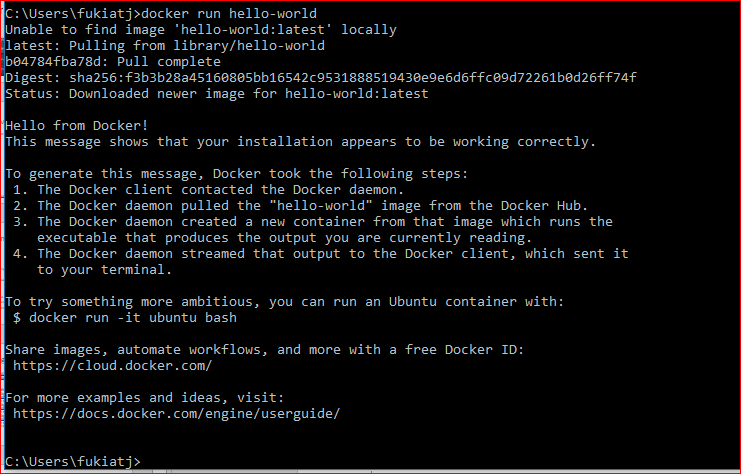 C:\Users\fukiatj>docker run hello-world
Unable to find image 'hello-world:latest' locally
latest: Pulling from library/hello-world
b04784fba78d: Pull complete
Digest: sha256:f3b3b28a45160805bb16542c9531888519430e9e6d6ffc09d72261b0d26ff74f
Status: Downloaded newer image for hello-world:latest

Hello from Docker!
This message shows that your installation appears to be working correctly.

To generate this message, Docker took the following steps:
 1. The Docker client contacted the Docker daemon.
 2. The Docker daemon pulled the "hello-world" image from the Docker Hub.
 3. The Docker daemon created a new container from that image which runs the
    executable that produces the output you are currently reading.
 4. The Docker daemon streamed that output to the Docker client, which sent it
    to your terminal.

To try something more ambitious, you can run an Ubuntu container with:
 $ docker run -it ubuntu bash

Share images, automate workflows, and more with a free Docker ID:
 https://cloud.docker.com/

For more examples and ideas, visit:
 https://docs.docker.com/engine/userguide/


C:\Users\fukiatj>